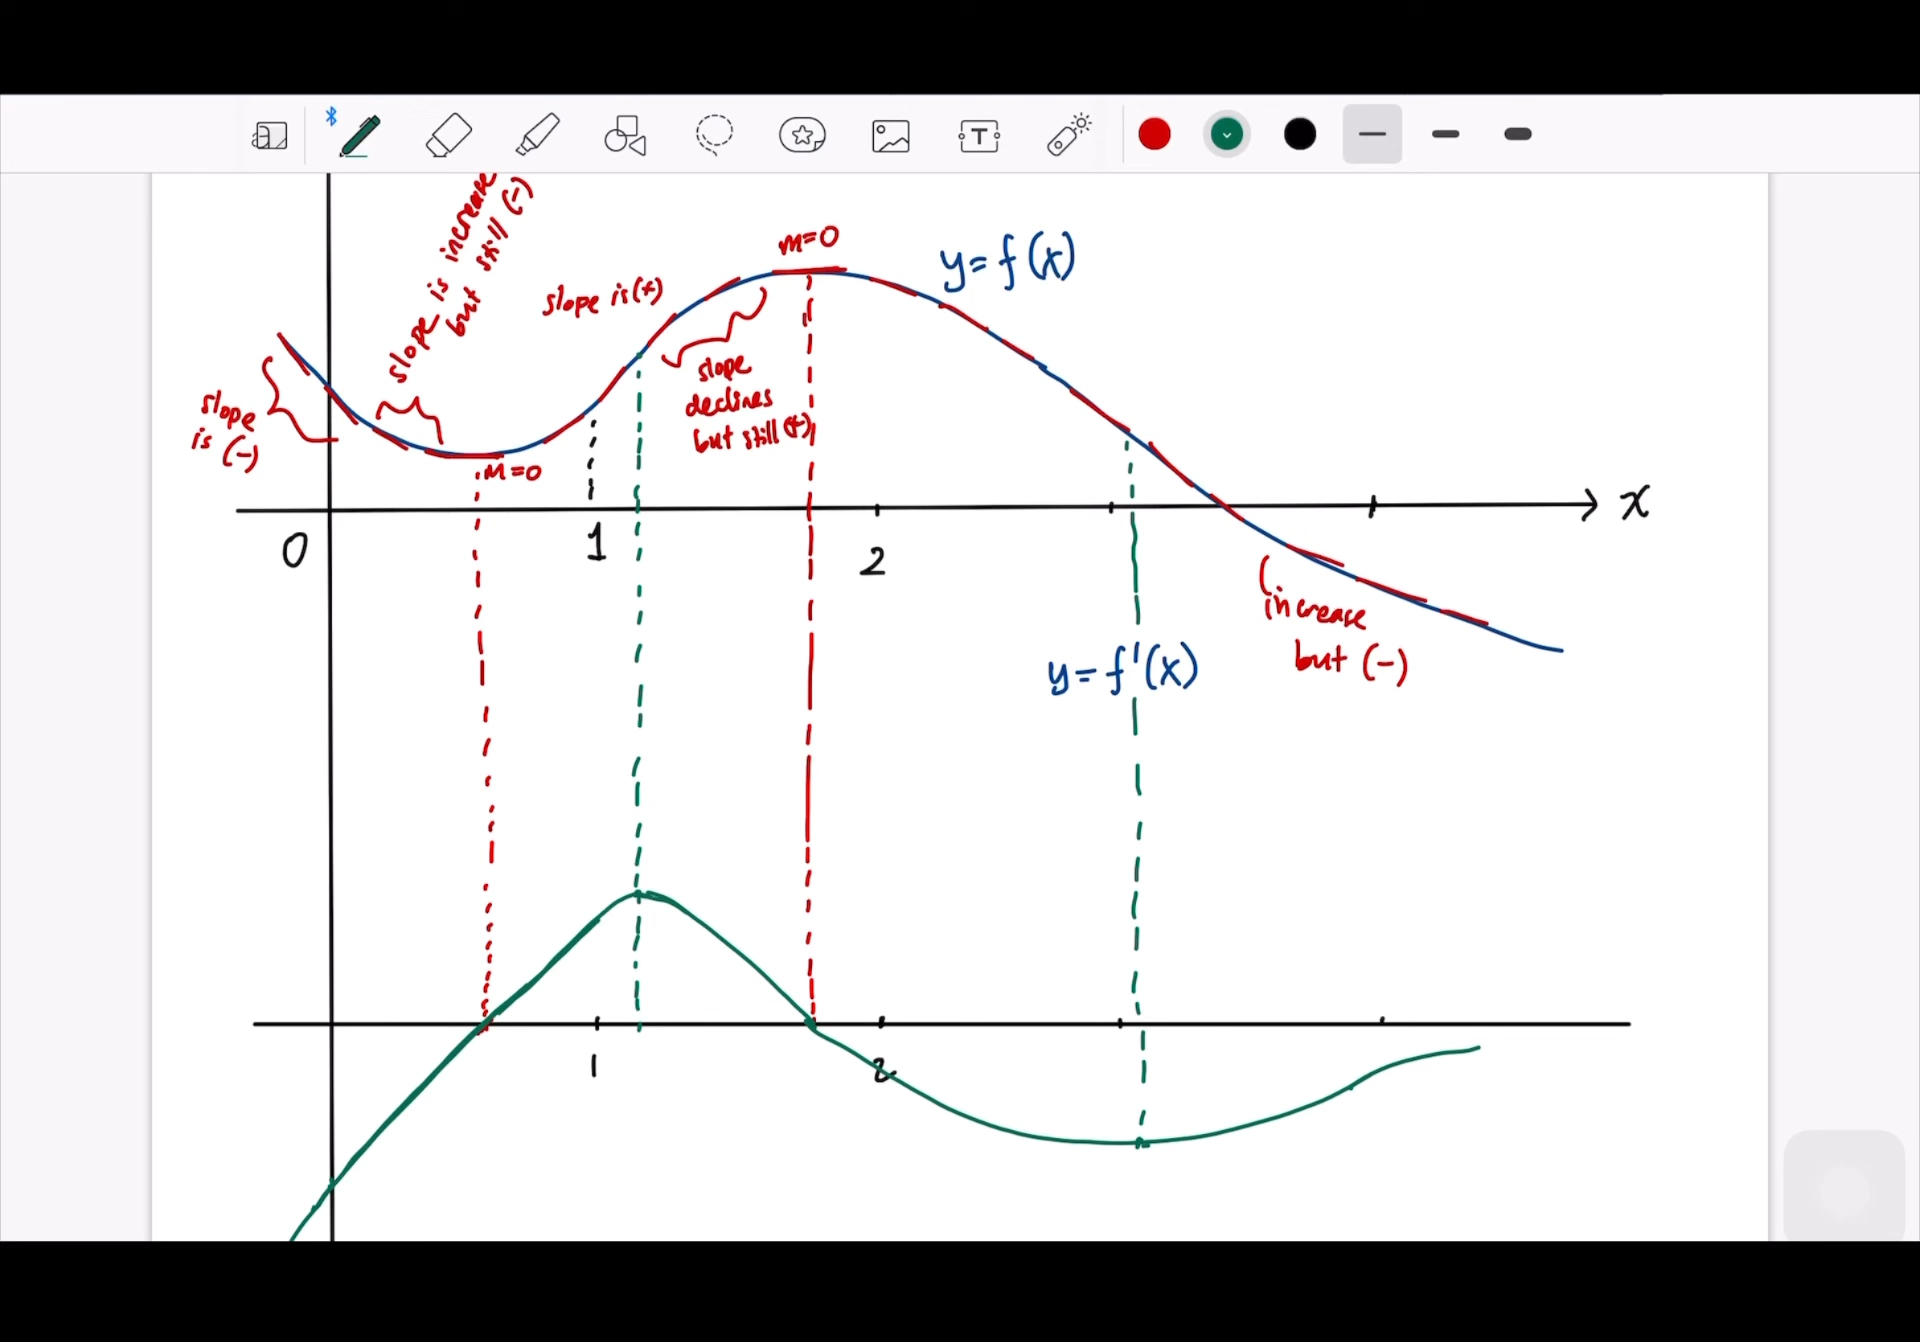 slope is increase
but still (-)
m=0
y= f(x)
slope is (+)
slope
declines
but still (+)
slope
is (-)
M=0
x
0
1
2
(increase
but (-)
y= f'(x)
1
2
T